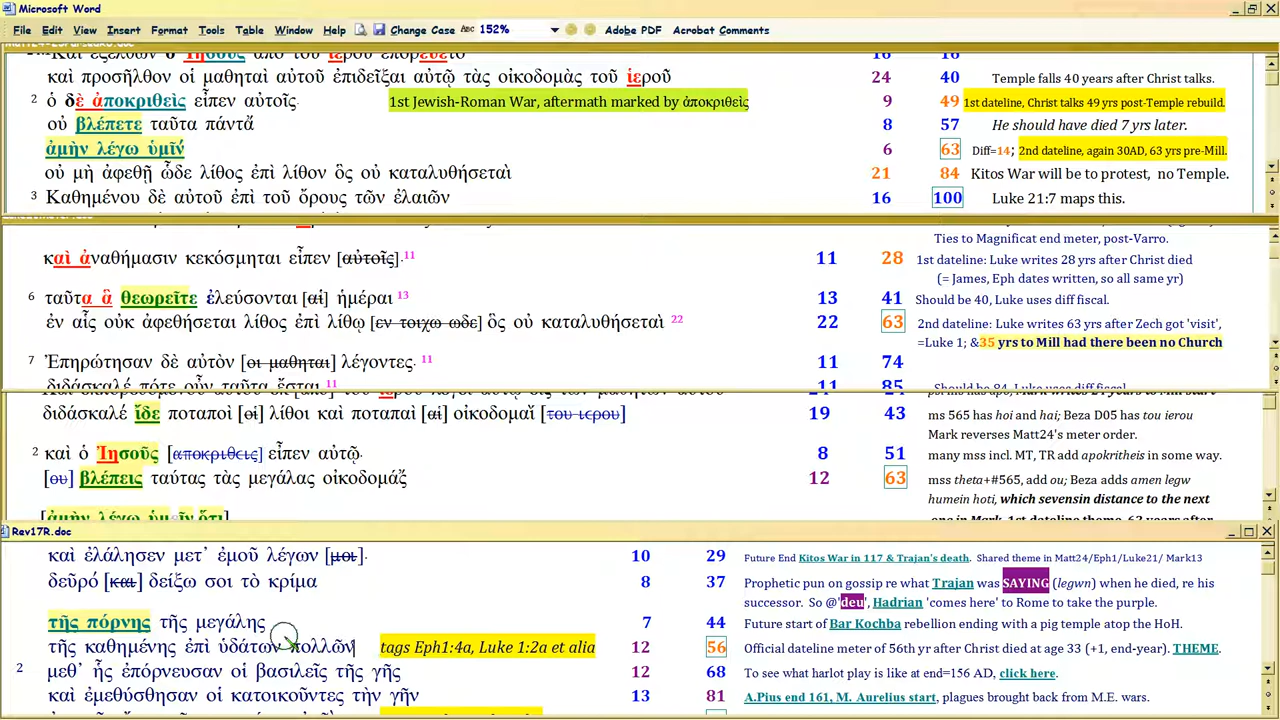 Microsoft Word
File Edit View Insert Format Tools Table Window Help Change Case Abc 152% Adobe PDF Acrobat Comments
καὶ προσῆλθον οἱ μαθηταὶ αὐτοῦ ἐπιδεῖξαι αὐτῷ τὰς οἰκοδομὰς τοῦ ἱεροῦ 24 40 Temple falls 40 years after Christ talks.
2 ὁ δὲ ἀποκριθεὶς εἶπεν αὐτοῖς· 1st Jewish-Roman War, aftermath marked by ἀποκριθεὶς 9 49 1st dateline, Christ talks 49 yrs post-Temple rebuild.
οὐ βλέπετε ταῦτα πάντᾶ 8 57 He should have died 7 yrs later.
ἀμὴν λέγω ὑμῖν́ 6 63 Diff=14; 2nd dateline, again 30AD, 63 yrs pre-Mill.
οὐ μὴ ἀφεθῇ ὧδε λίθος ἐπὶ λίθον ὃς οὐ καταλυθήσεταὶ 21 84 Kitos War will be to protest, no Temple.
3 Καθημένου δὲ αὐτοῦ ἐπὶ τοῦ ὄρους τῶν ἐλαιῶν 16 100 Luke 21:7 maps this.
Ties to Magnificat end meter, post-Varro.
καὶ ἀναθήμασιν κεκόσμηται εἶπεν [αὐτοῖς]. 11 11 28 1st dateline: Luke writes 28 yrs after Christ died
(= James, Eph dates written, so all same yr)
6 ταῦτα ἃ θεωρεῖτε ἐλεύσονται [αἱ] ἡμέραι 13 13 41 Should be 40, Luke uses diff fiscal.
ἐν αἷς οὐκ ἀφεθήσεται λίθος ἐπὶ λίθῳ [εν τοιχω ωδε] ὃς οὐ καταλυθήσεταὶ 22 22 63 2nd dateline: Luke writes 63 yrs after Zech got 'visit',
=Luke 1; &35 yrs to Mill had there been no Church
7 Ἐπηρώτησαν δὲ αὐτὸν [οι μαθηται] λέγοντες· 11 11 74
διδάσκαλέ πότε οὖν ταῦτα ἔσται 11 11 85
διδάσκαλέ ἴδε ποταποὶ [οἱ] λίθοι καὶ ποταπαὶ [αἱ] οἰκοδομαῖ [του ιερου] 19 43 ms 565 has hoi and hai; Beza D05 has tou ierou
Mark reverses Matt24's meter order.
2 καὶ ὁ Ἰησοῦς [αποκριθεις] εἶπεν αὐτῷ· 8 51 many mss incl. MT, TR add apokritheis in some way.
[ου] βλέπεις ταύτας τὰς μεγάλας οἰκοδομάς 12 63 mss theta+#565, add ou; Beza adds amen legw
humein hoti, which sevensin distance to the next
[ἀμὴν λέγω ὑμῖν ὅτι]
Rev17R.doc
καὶ ἐλάλησεν μετ᾽ ἐμοῦ λέγων [μοι]· 10 29 Future End Kitos War in 117 & Trajan's death. Shared theme in Matt24/Eph1/Luke21/ Mark13
δεῦρό [και] δείξω σοι τὸ κρίμα 8 37 Prophetic pun on gossip re what Trajan was SAYING (legwn) when he died, re his
successor. So @'deu', Hadrian 'comes here' to Rome to take the purple.
τῆς πόρνης τῆς μεγάλης 7 44 Future start of Bar Kochba rebellion ending with a pig temple atop the HoH.
τῆς καθημένης ἐπὶ ὑδάτων πολλῶν tags Eph1:4a, Luke 1:2a et alia 12 56 Official dateline meter of 56th yr after Christ died at age 33 (+1, end-year). THEME.
2 μεθ᾽ ἧς ἐπόρνευσαν οἱ βασιλεῖς τῆς γῆς 12 68 To see what harlot play is like at end=156 AD, click here.
καὶ ἐμεθύσθησαν οἱ κατοικοῦντες τὴν γῆν 13 81 A.Pius end 161, M. Aurelius start, plagues brought back from M.E. wars.